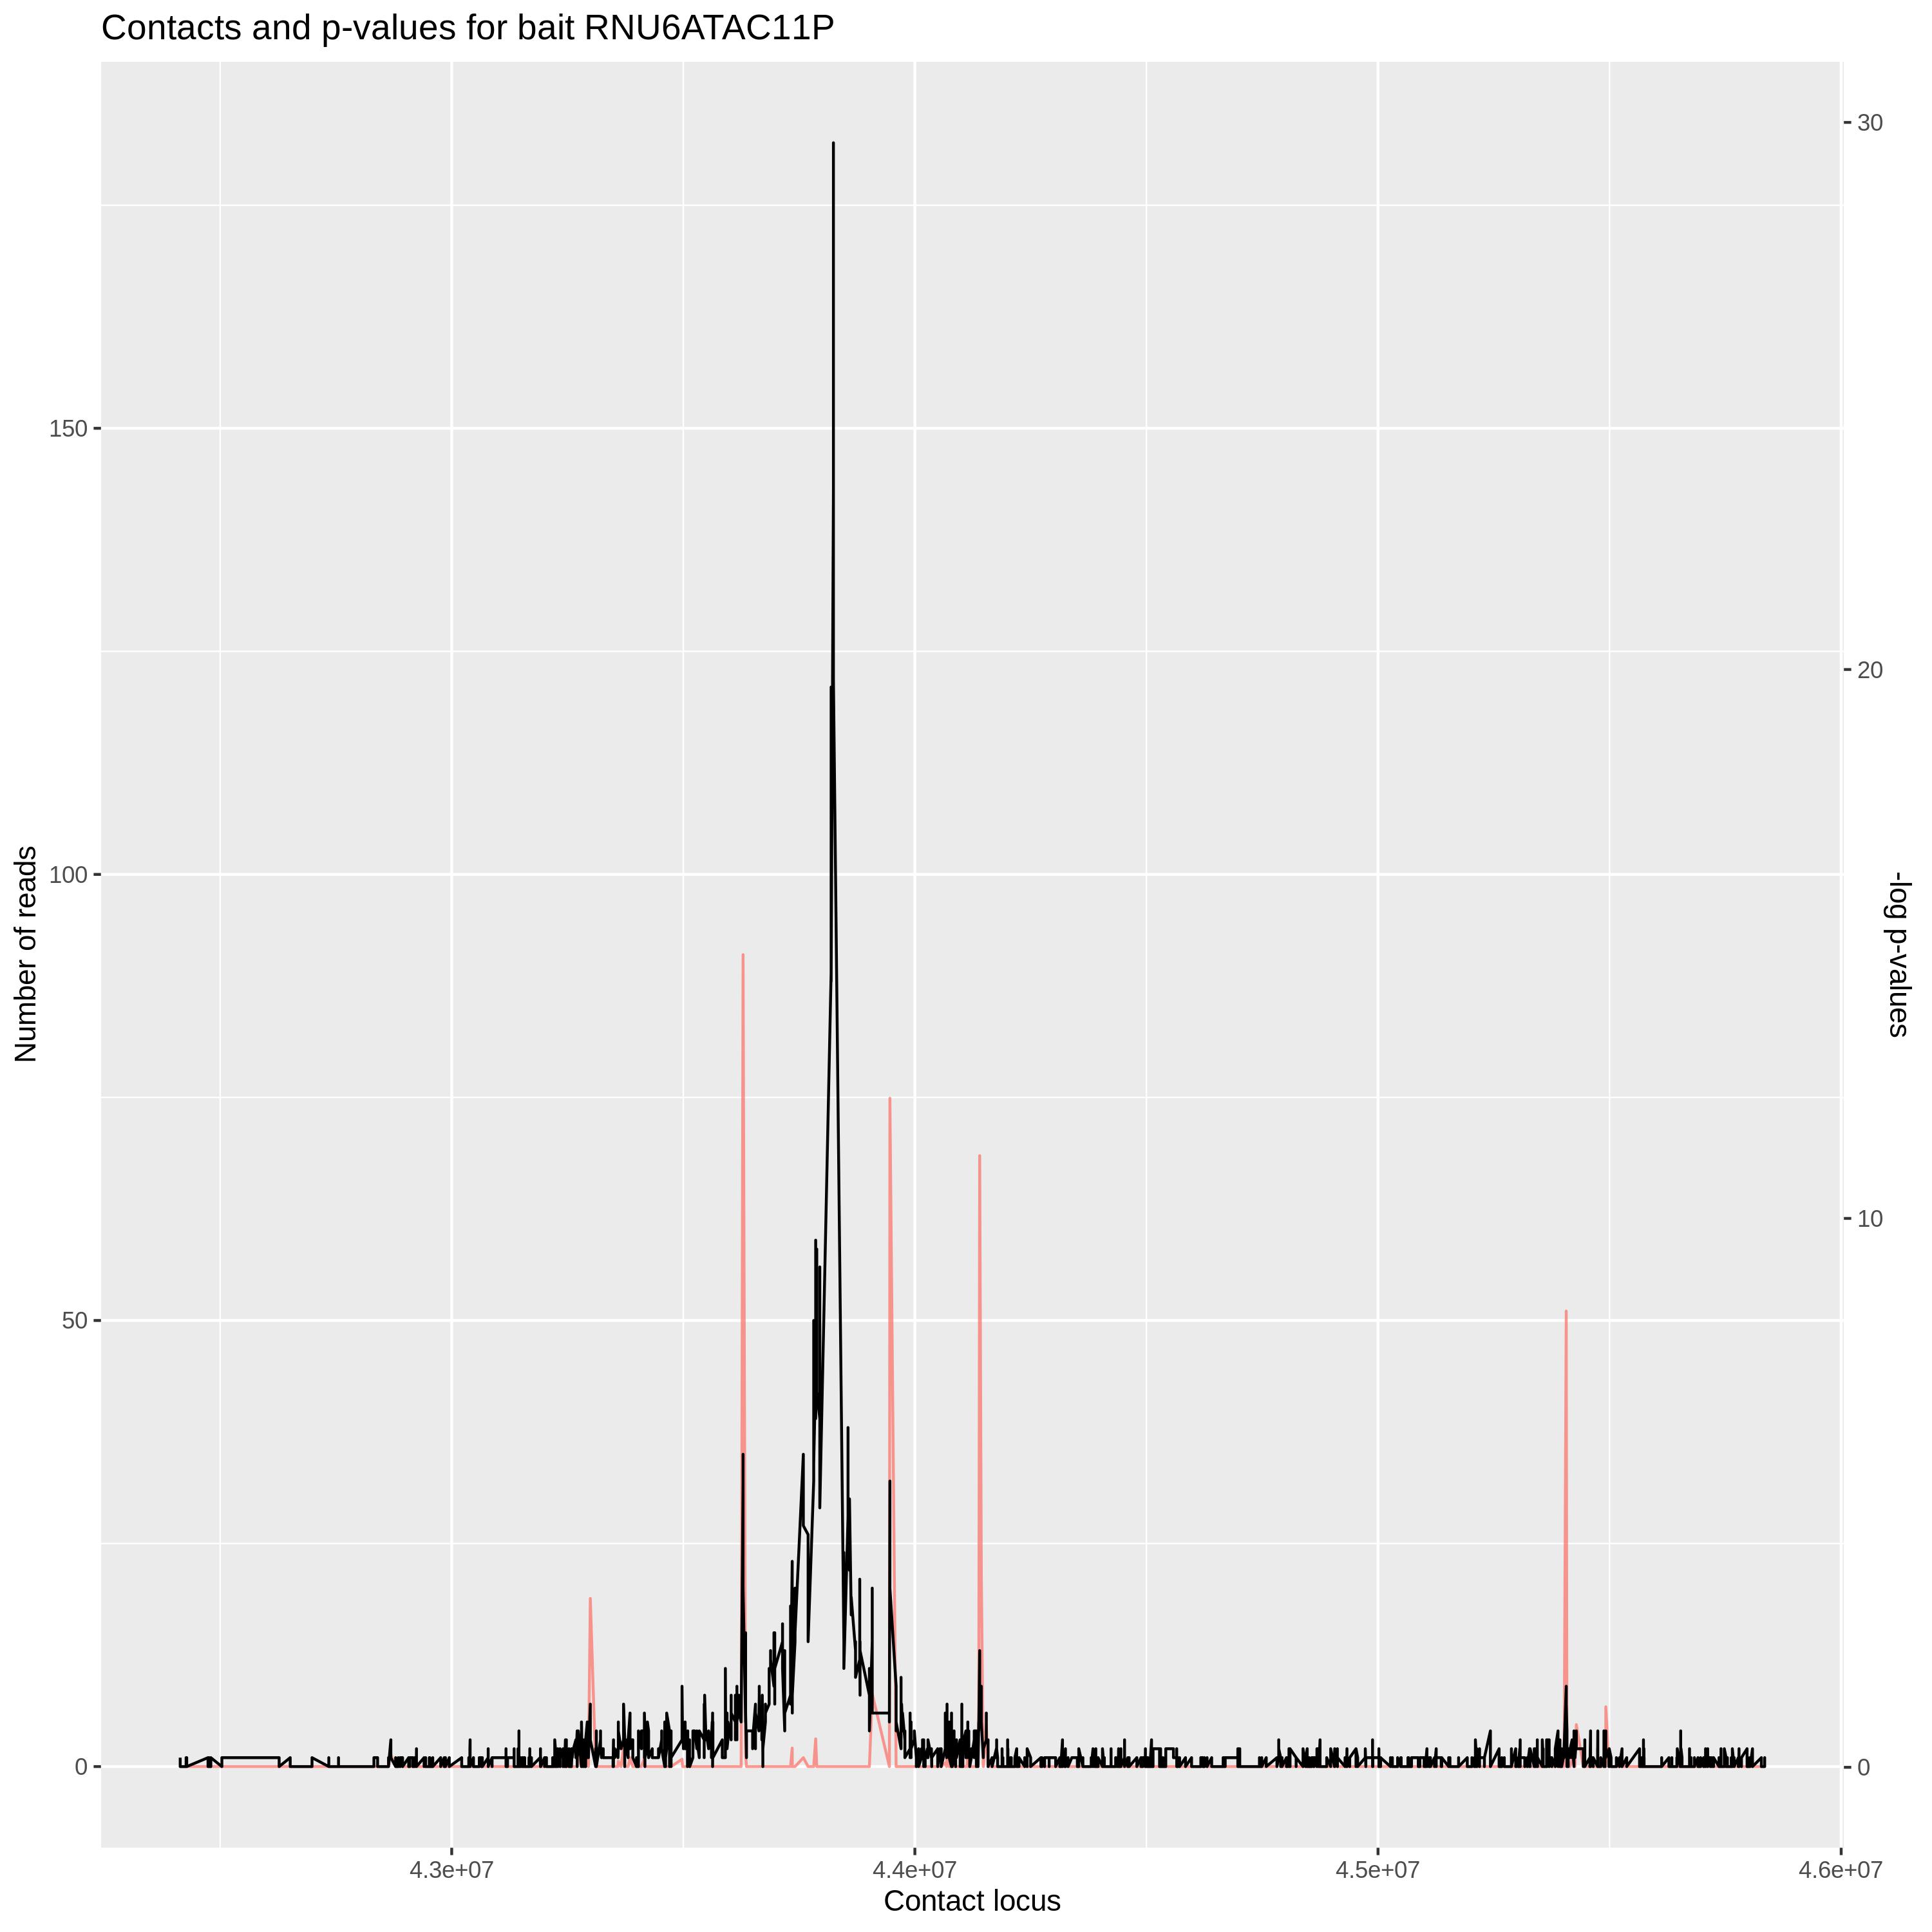 Contacts and p-values for bait RNU6ATAC11P
30
150
20
100
Number of reads
-log p-values
10
50
0
0
4.3e+07
4.4e+07
4.5e+07
4.6e+07
Contact locus